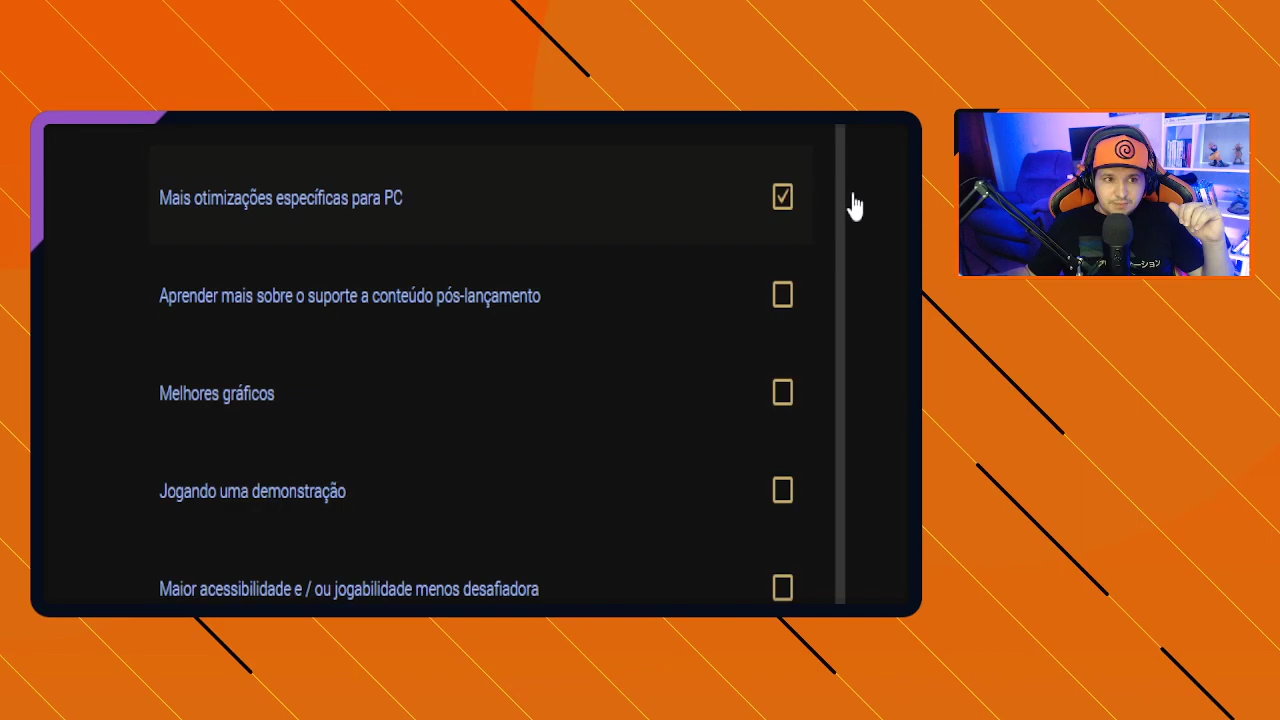 Mais otimizações específicas para PC
Aprender mais sobre o suporte a conteúdo pós-lançamento
Melhores gráficos
Jogando uma demonstração
Maior acessibilidade e / ou jogabilidade menos desafiadora